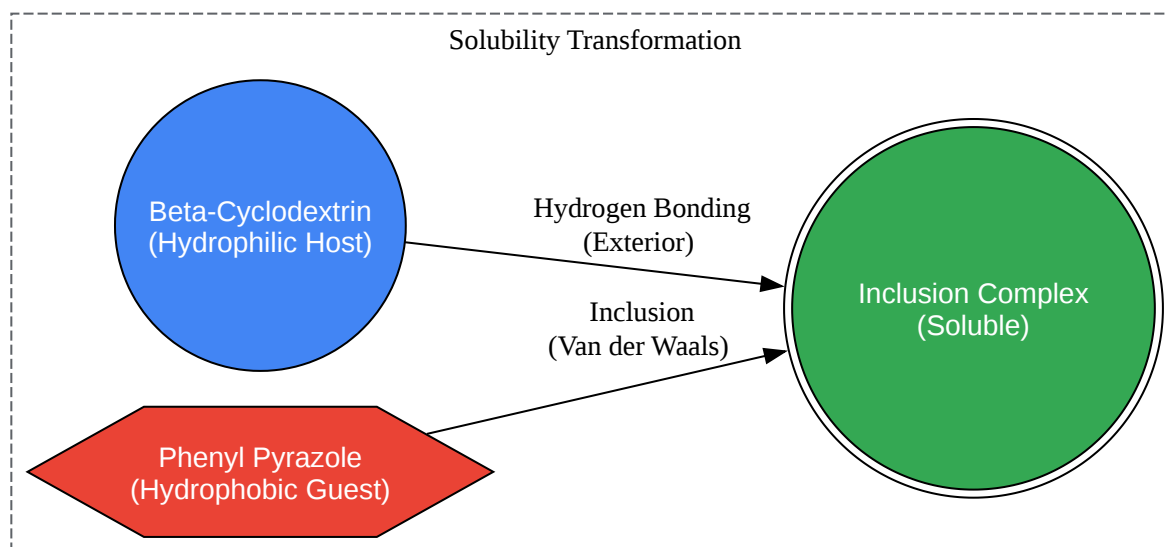 Solubility Transformation
Beta-Cyclodextrin
(Hydrophilic Host)
Hydrogen Bonding
(Exterior)
Inclusion Complex
(Soluble)
Inclusion
(Van der Waals)
Phenyl Pyrazole
(Hydrophobic Guest)